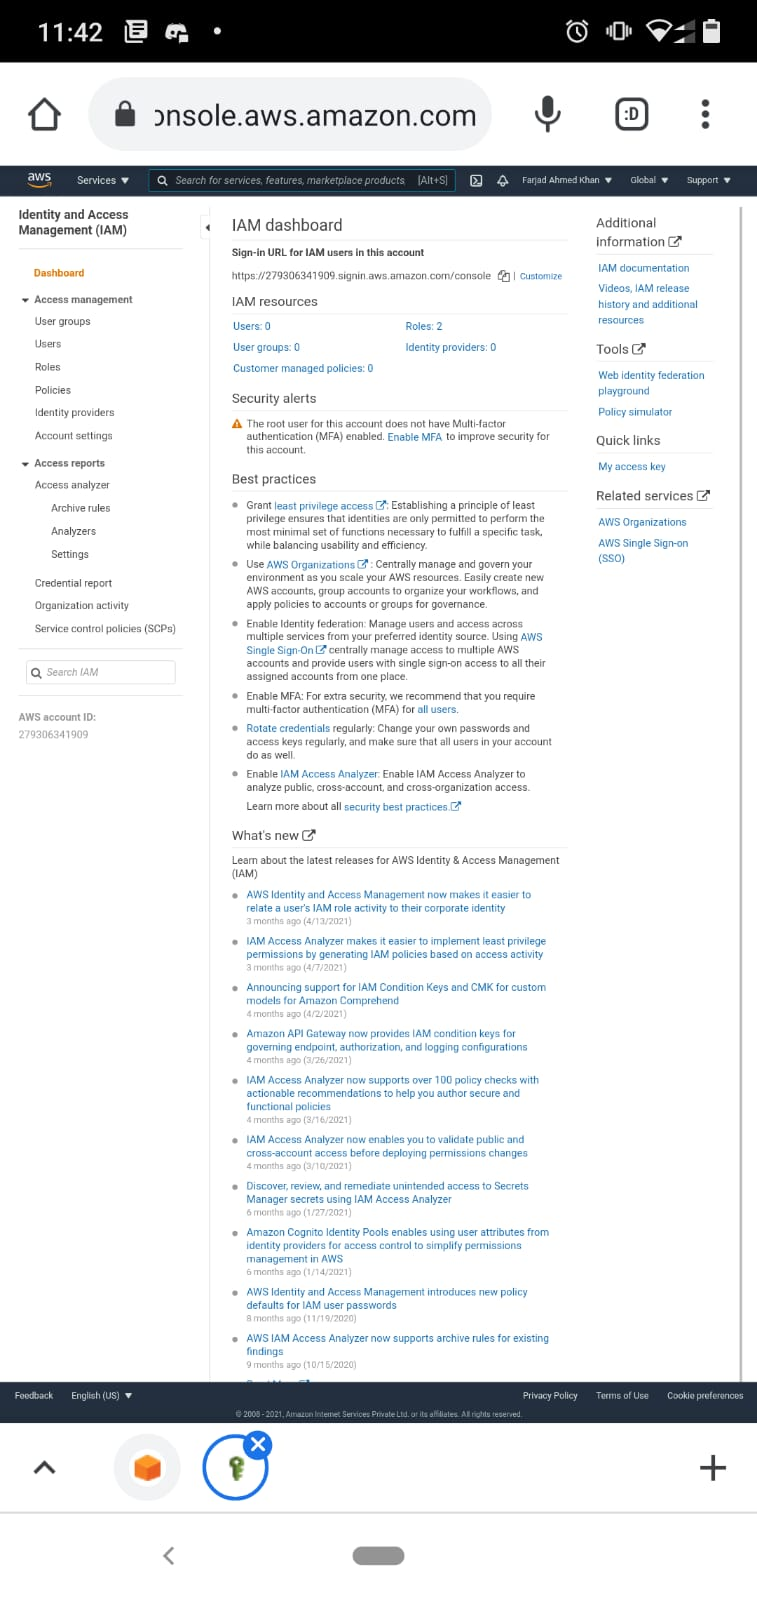 11:42
onsole.aws.amazon.com
:D
aws
Services
Search for services, features, marketplace products,
[Alt+S]
Farjad Ahmed Khan
Global
Support
Identity and Access
Management (IAM)
Dashboard
Access management
User groups
Users
Roles
Policies
Identity providers
Account settings
Access reports
Access analyzer
Archive rules
Analyzers
Settings
Credential report
Organization activity
Service control policies (SCPs)
Search IAM
AWS account ID:
279306341909
IAM dashboard
Sign-in URL for IAM users in this account
https://279306341909.signin.aws.amazon.com/console | Customize
IAM resources
Users: 0
Roles: 2
User groups: 0
Identity providers: 0
Customer managed policies: 0
Security alerts
The root user for this account does not have Multi-factor
authentication (MFA) enabled. Enable MFA to improve security for
this account.
Best practices
Grant least privilege access : Establishing a principle of least
privilege ensures that identities are only permitted to perform the
most minimal set of functions necessary to fulfill a specific task,
while balancing usability and efficiency.
Use AWS Organizations : Centrally manage and govern your
environment as you scale your AWS resources. Easily create new
AWS accounts, group accounts to organize your workflows, and
apply policies to accounts or groups for governance.
Enable Identity federation: Manage users and access across
multiple services from your preferred identity source. Using AWS
Single Sign-On centrally manage access to multiple AWS
accounts and provide users with single sign-on access to all their
assigned accounts from one place.
Enable MFA: For extra security, we recommend that you require
multi-factor authentication (MFA) for all users.
Rotate credentials regularly: Change your own passwords and
access keys regularly, and make sure that all users in your account
do as well.
Enable IAM Access Analyzer: Enable IAM Access Analyzer to
analyze public, cross-account, and cross-organization access.
Learn more about all security best practices.
What's new
Learn about the latest releases for AWS Identity & Access Management
(IAM)
AWS Identity and Access Management now makes it easier to
relate a user's IAM role activity to their corporate identity
3 months ago (4/13/2021)
IAM Access Analyzer makes it easier to implement least privilege
permissions by generating IAM policies based on access activity
3 months ago (4/7/2021)
Announcing support for IAM Condition Keys and CMK for custom
models for Amazon Comprehend
4 months ago (4/2/2021)
Amazon API Gateway now provides IAM condition keys for
governing endpoint, authorization, and logging configurations
4 months ago (3/26/2021)
IAM Access Analyzer now supports over 100 policy checks with
actionable recommendations to help you author secure and
functional policies
4 months ago (3/16/2021)
IAM Access Analyzer now enables you to validate public and
cross-account access before deploying permissions changes
4 months ago (3/10/2021)
Discover, review, and remediate unintended access to Secrets
Manager secrets using IAM Access Analyzer
6 months ago (1/27/2021)
Amazon Cognito Identity Pools enables using user attributes from
identity providers for access control to simplify permissions
management in AWS
6 months ago (1/14/2021)
AWS Identity and Access Management introduces new policy
defaults for IAM user passwords
8 months ago (11/19/2020)
AWS IAM Access Analyzer now supports archive rules for existing
findings
9 months ago (10/15/2020)
Additional
information
IAM documentation
Videos, IAM release
history and additional
resources
Tools
Web identity federation
playground
Policy simulator
Quick links
My access key
Related services
AWS Organizations
AWS Single Sign-on
(SSO)
Feedback
English (US)
Privacy Policy
Terms of Use
Cookie preferences
© 2008 - 2021, Amazon Internet Services Private Ltd. or its affiliates. All rights reserved.